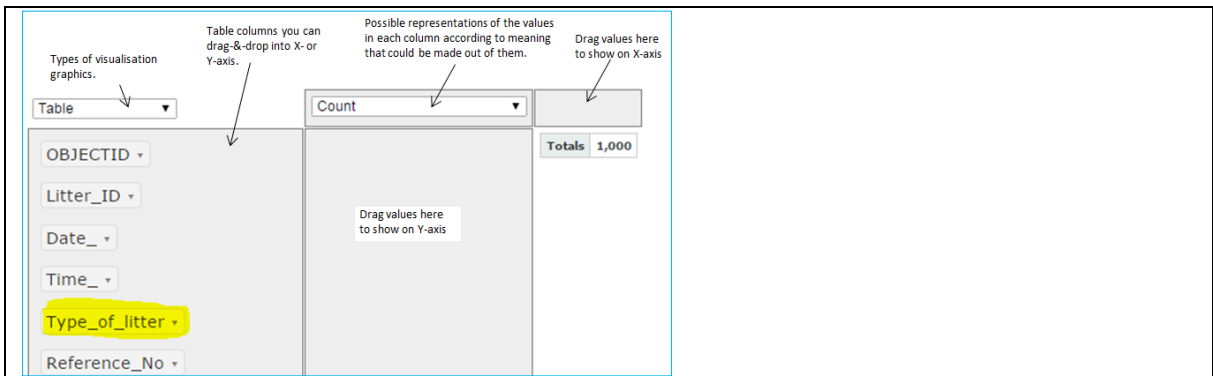 Types of visualisation
graphics.
Table columns you can
drag-&-drop into X- or
Y-axis.
Possible representations of the values
in each column according to meaning
that could be made out of them.
Drag values here
to show on X-axis
Table
Count
Totals 1,000
OBJECTID
Litter_ID
Date_
Time_
Type_of_litter
Reference_No
Drag values here
to show on Y-axis